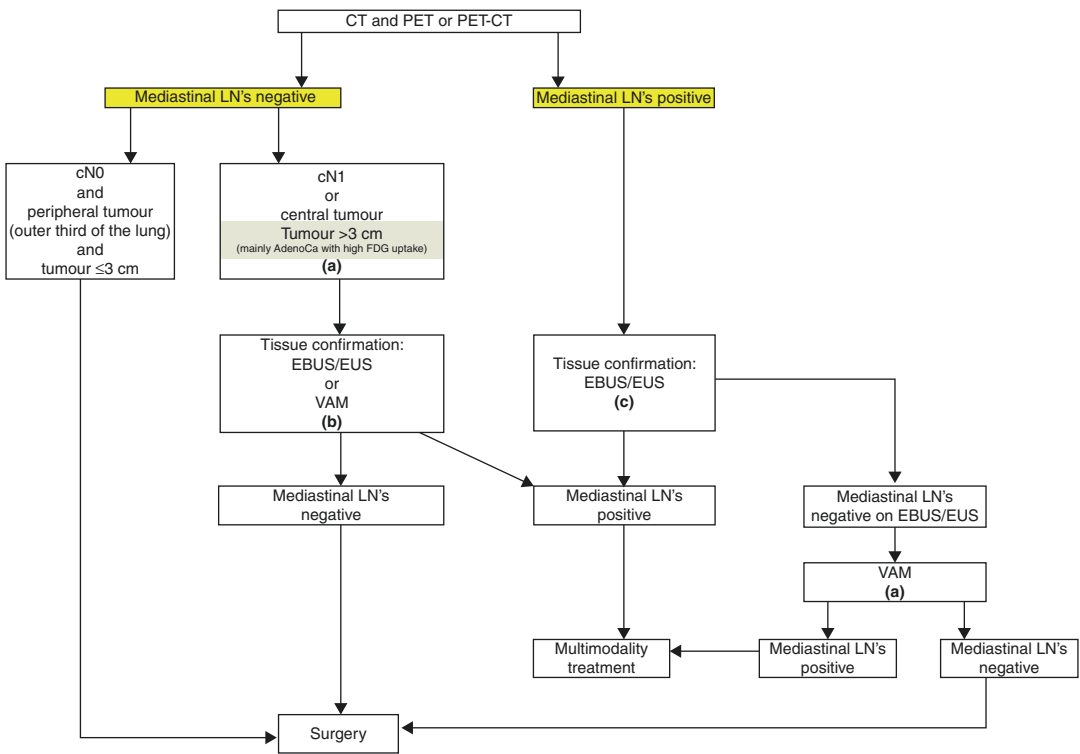 CT and PET or PET-CT
Mediastinal LN's negative
Mediastinal LN's positive
cN0
and
peripheral tumour
(outer third of the lung)
and
tumour ≤3 cm
cN1
or
central tumour
Tumour >3 cm
(mainly AdenoCa with high FDG uptake)
(a)
Tissue confirmation:
EBUS/EUS
or
VAM
(b)
Tissue confirmation:
EBUS/EUS
(c)
Mediastinal LN's
negative
Mediastinal LN's
positive
Mediastinal LN's
negative on EBUS/EUS
VAM
(a)
Multimodality
treatment
Mediastinal LN's
positive
Mediastinal LN's
negative
Surgery